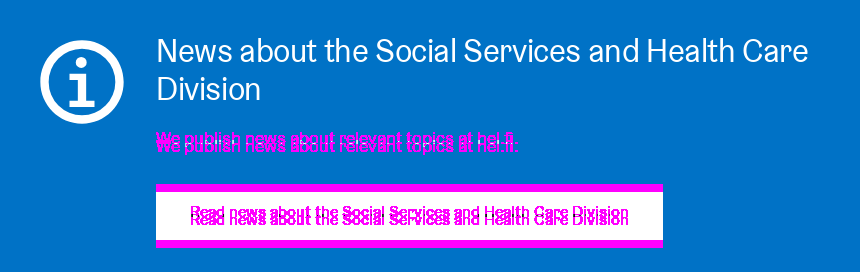 News about the Social Services and Health Care
Division
We publish news about relevant topics at hel.fi.
Read news about the Social Services and Health Care Division